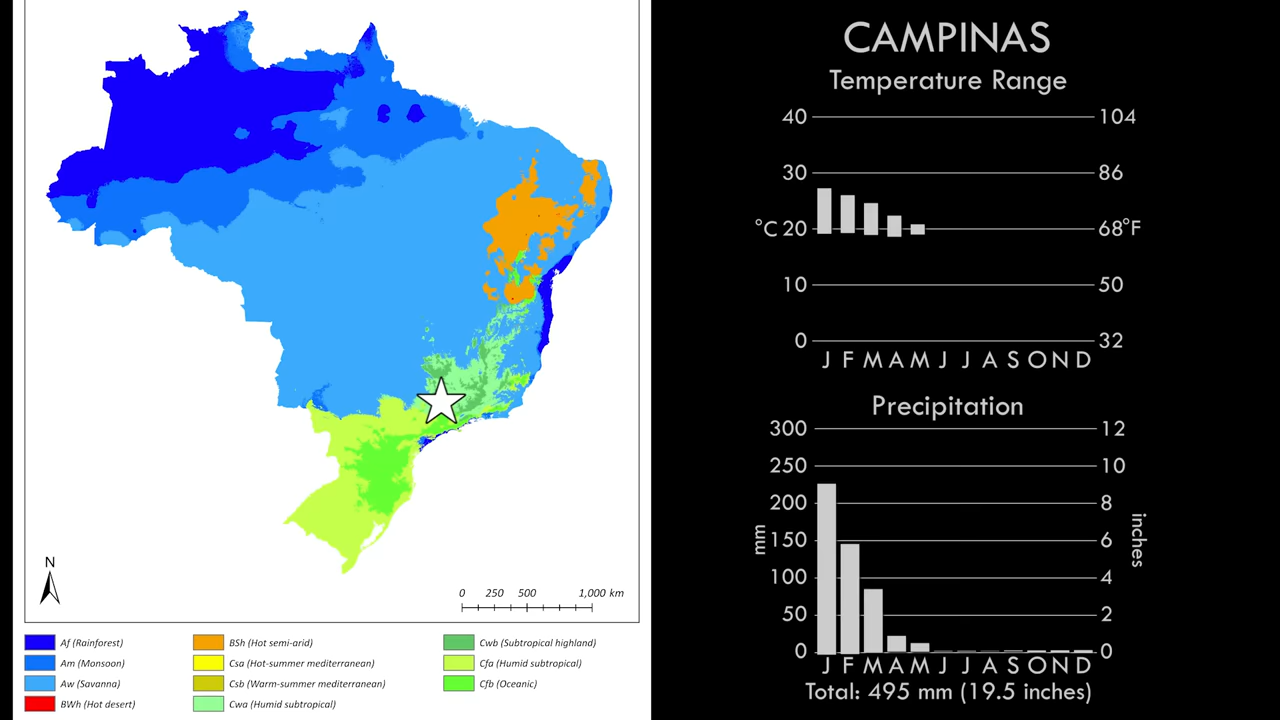 N
0 250 500 1,000 km
Af (Rainforest)
Am (Monsoon)
Aw (Savanna)
BWh (Hot desert)
BSh (Hot semi-arid)
Csa (Hot-summer mediterranean)
Csb (Warm-summer mediterranean)
Cwa (Humid subtropical)
Cwb (Subtropical highland)
Cfa (Humid subtropical)
Cfb (Oceanic)
CAMPINAS
Temperature Range
40 104
30 86
°C 20 68°F
10 50
0 32
J F M A M J J A S O N D
Precipitation
300 12
250 10
200 8
mm 150 6 inches
100 4
50 2
0 0
J F M A M J J A S O N D
Total: 495 mm (19.5 inches)